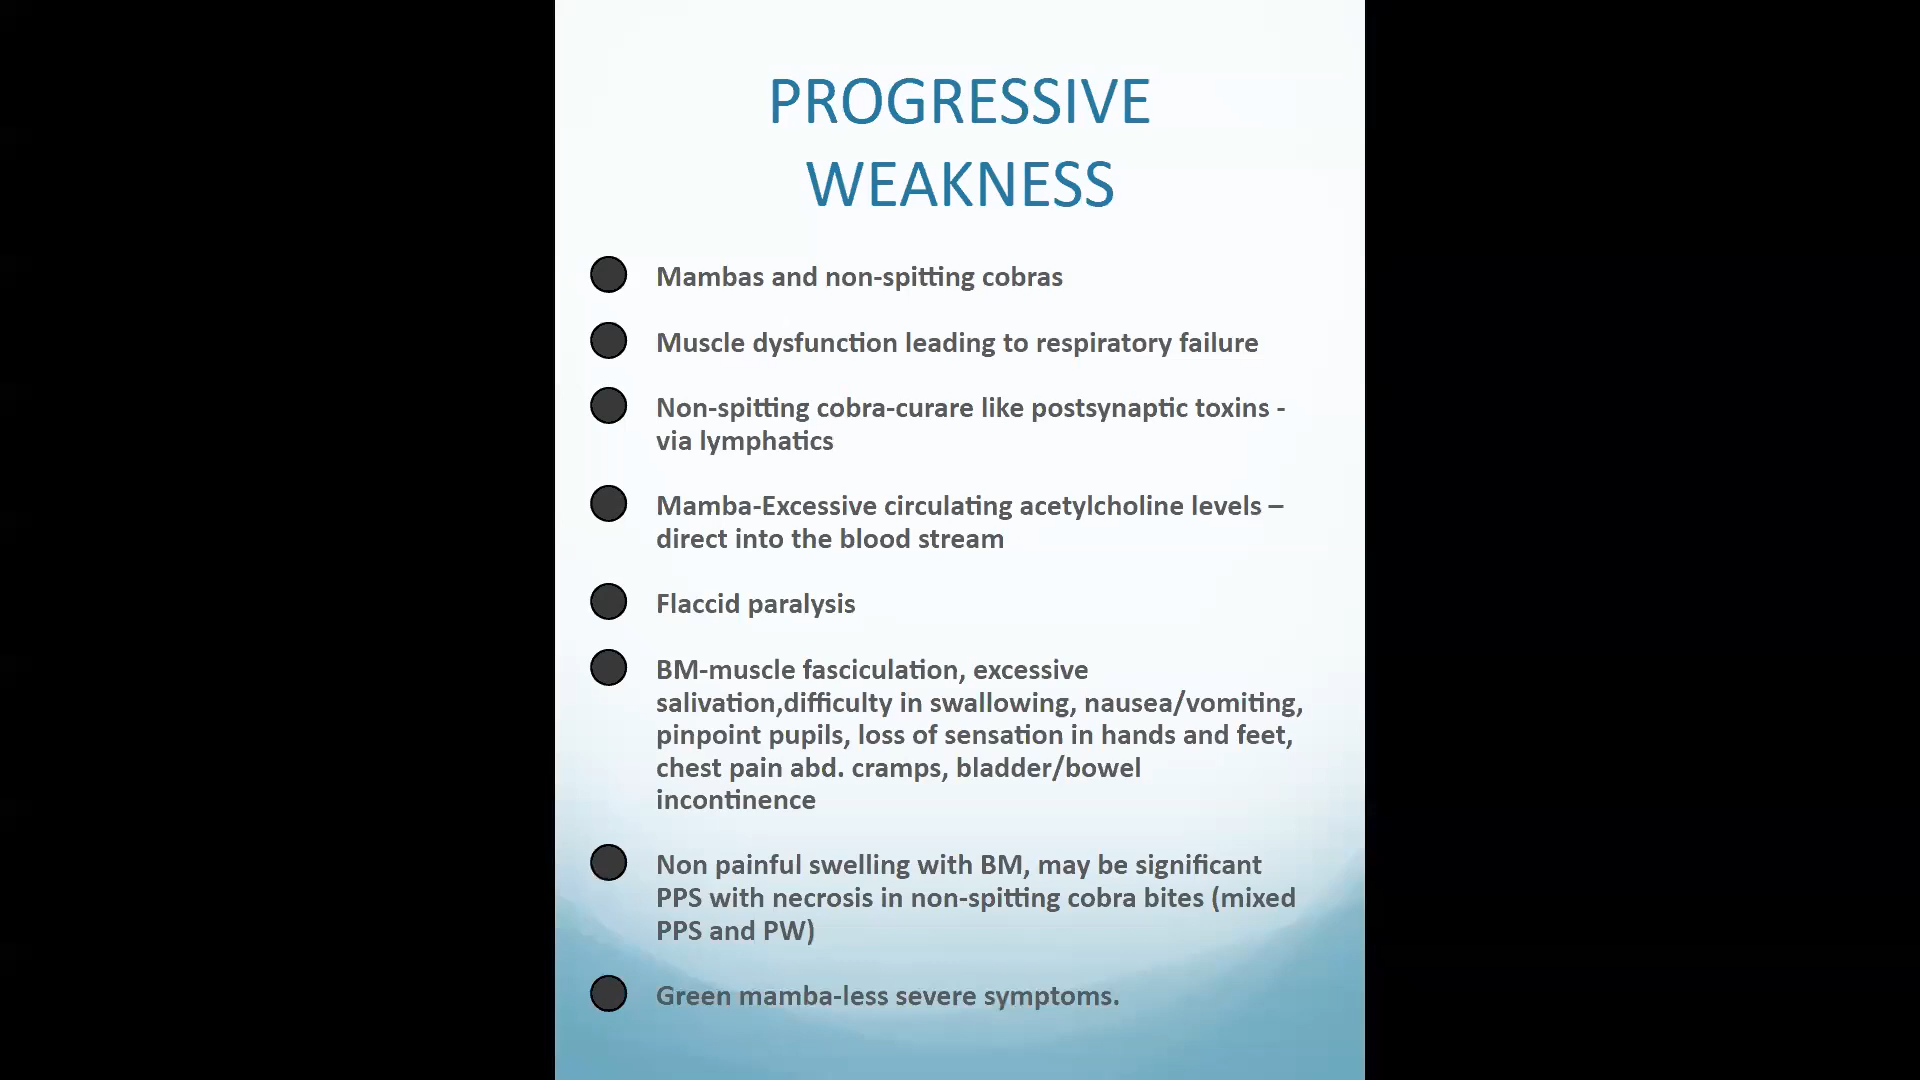 PROGRESSIVE
WEAKNESS
Mambas and non-spitting cobras
Muscle dysfunction leading to respiratory failure
Non-spitting cobra-curare like postsynaptic toxins -
via lymphatics
Mamba-Excessive circulating acetylcholine levels –
direct into the blood stream
Flaccid paralysis
BM-muscle fasciculation, excessive
salivation,difficulty in swallowing, nausea/vomiting,
pinpoint pupils, loss of sensation in hands and feet,
chest pain abd. cramps, bladder/bowel
incontinence
Non painful swelling with BM, may be significant
PPS with necrosis in non-spitting cobra bites (mixed
PPS and PW)
Green mamba-less severe symptoms.